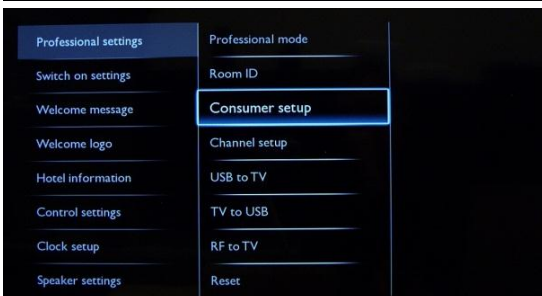 Professional settings
Switch on settings
Welcome message
Welcome logo
Hotel information
Control settings
Clock setup
Speaker settings
Professional mode
Room ID
Consumer setup
Channel setup
USB to TV
TV to USB
RF to TV
Reset